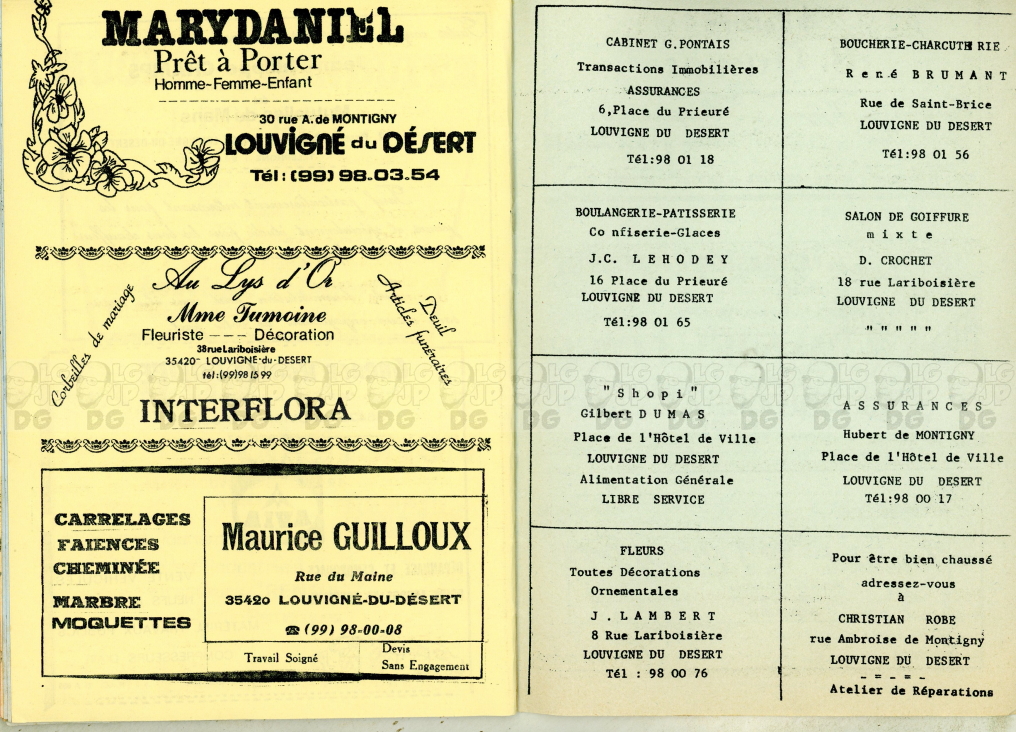 MARYDANIEL
Prêt à Porter
Homme-Femme-Enfant
30 rue A. de MONTIGNY
LOUVIGNÉ du DÉSERT
Tél : (99) 98.03.54
Au Lys d'Or
Mme Tumoine
Fleuriste --- Décoration
38 rue Lariboisière
35420- LOUVIGNE-du-DESERT
tél : (99) 98 15 99
Corbeilles de mariage
Deuil
Articles funéraires
INTERFLORA
CARRELAGES
FAIENCES
CHEMINÉE
MARBRE
MOQUETTES
Maurice GUILLOUX
Rue du Maine
35420 LOUVIGNÉ-DU-DÉSERT
☎ (99) 98-00-08
Travail Soigné
Devis
Sans Engagement
CABINET G.PONTAIS
Transactions Immobilières
ASSURANCES
6,Place du Prieuré
LOUVIGNE DU DESERT
Tél:98 01 18
BOUCHERIE-CHARCUTH RIE
René BRUMANT
Rue de Saint-Brice
LOUVIGNE DU DESERT
Tél:98 01 56
BOULANGERIE-PATISSERIE
Co nfiserie-Glaces
J.C. LEHODEY
16 Place du Prieuré
LOUVIGNE DU DESERT
Tél:98 01 65
SALON DE GOIFFURE
mixte
D. CROCHET
18 rue Lariboisière
LOUVIGNE DU DESERT
" " " " "
"Shopi"
Gilbert DUMAS
Place de l'Hôtel de Ville
LOUVIGNE DU DESERT
Alimentation Générale
LIBRE SERVICE
ASSURANCES
Hubert de MONTIGNY
Place de l'Hôtel de Ville
LOUVIGNE DU DESERT
Tél:98 00 17
FLEURS
Toutes Décorations
Ornementales
J. LAMBERT
8 Rue Lariboisière
LOUVIGNE DU DESERT
Tél : 98 00 76
Pour être bien chaussé
adressez-vous
à
CHRISTIAN ROBE
rue Ambroise de Montigny
LOUVIGNE DU DESERT
- = - = -
Atelier de Réparations